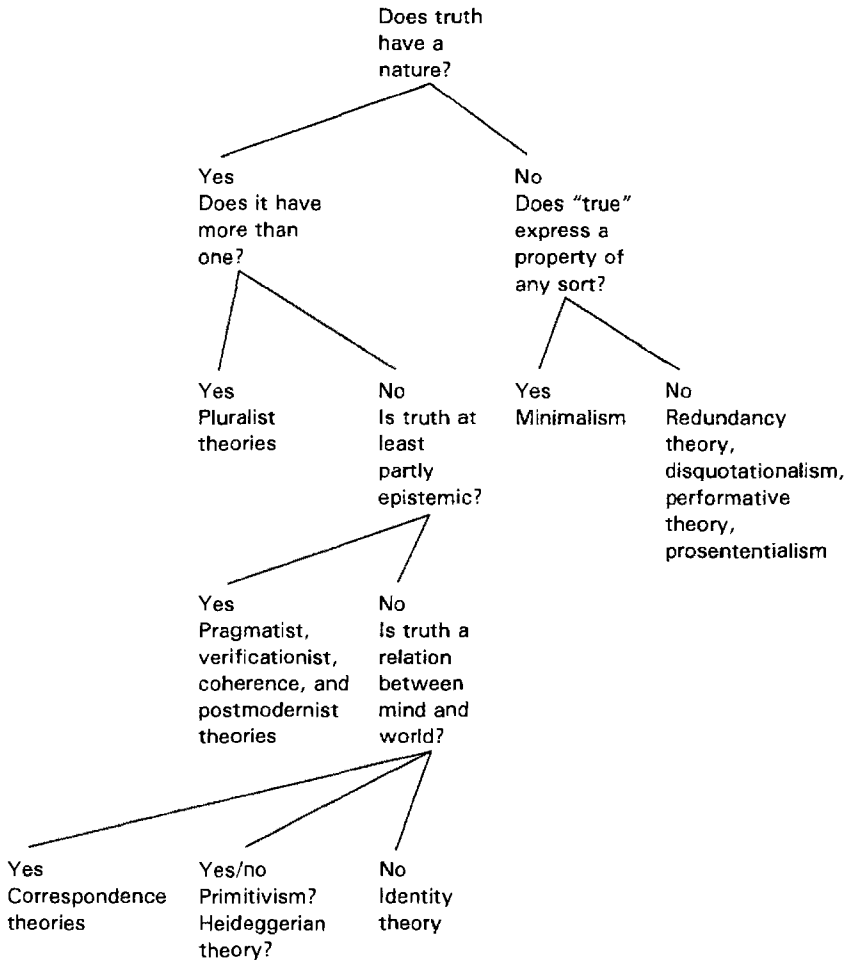 Does truth
have a
nature?
Yes
Does it have
more than
one?
No
Does "true"
express a
property of
any sort?
Yes
Pluralist
theories
No
Is truth at
least
partly
epistemic?
Yes
Minimalism
No
Redundancy
theory,
disquotationalism,
performative
theory,
prosententialism
Yes
Pragmatist,
verificationist,
coherence, and
postmodernist
theories
No
Is truth a
relation
between
mind and
world?
Yes
Correspondence
theories
Yes/no
Primitivism?
Heideggerian
theory?
No
Identity
theory